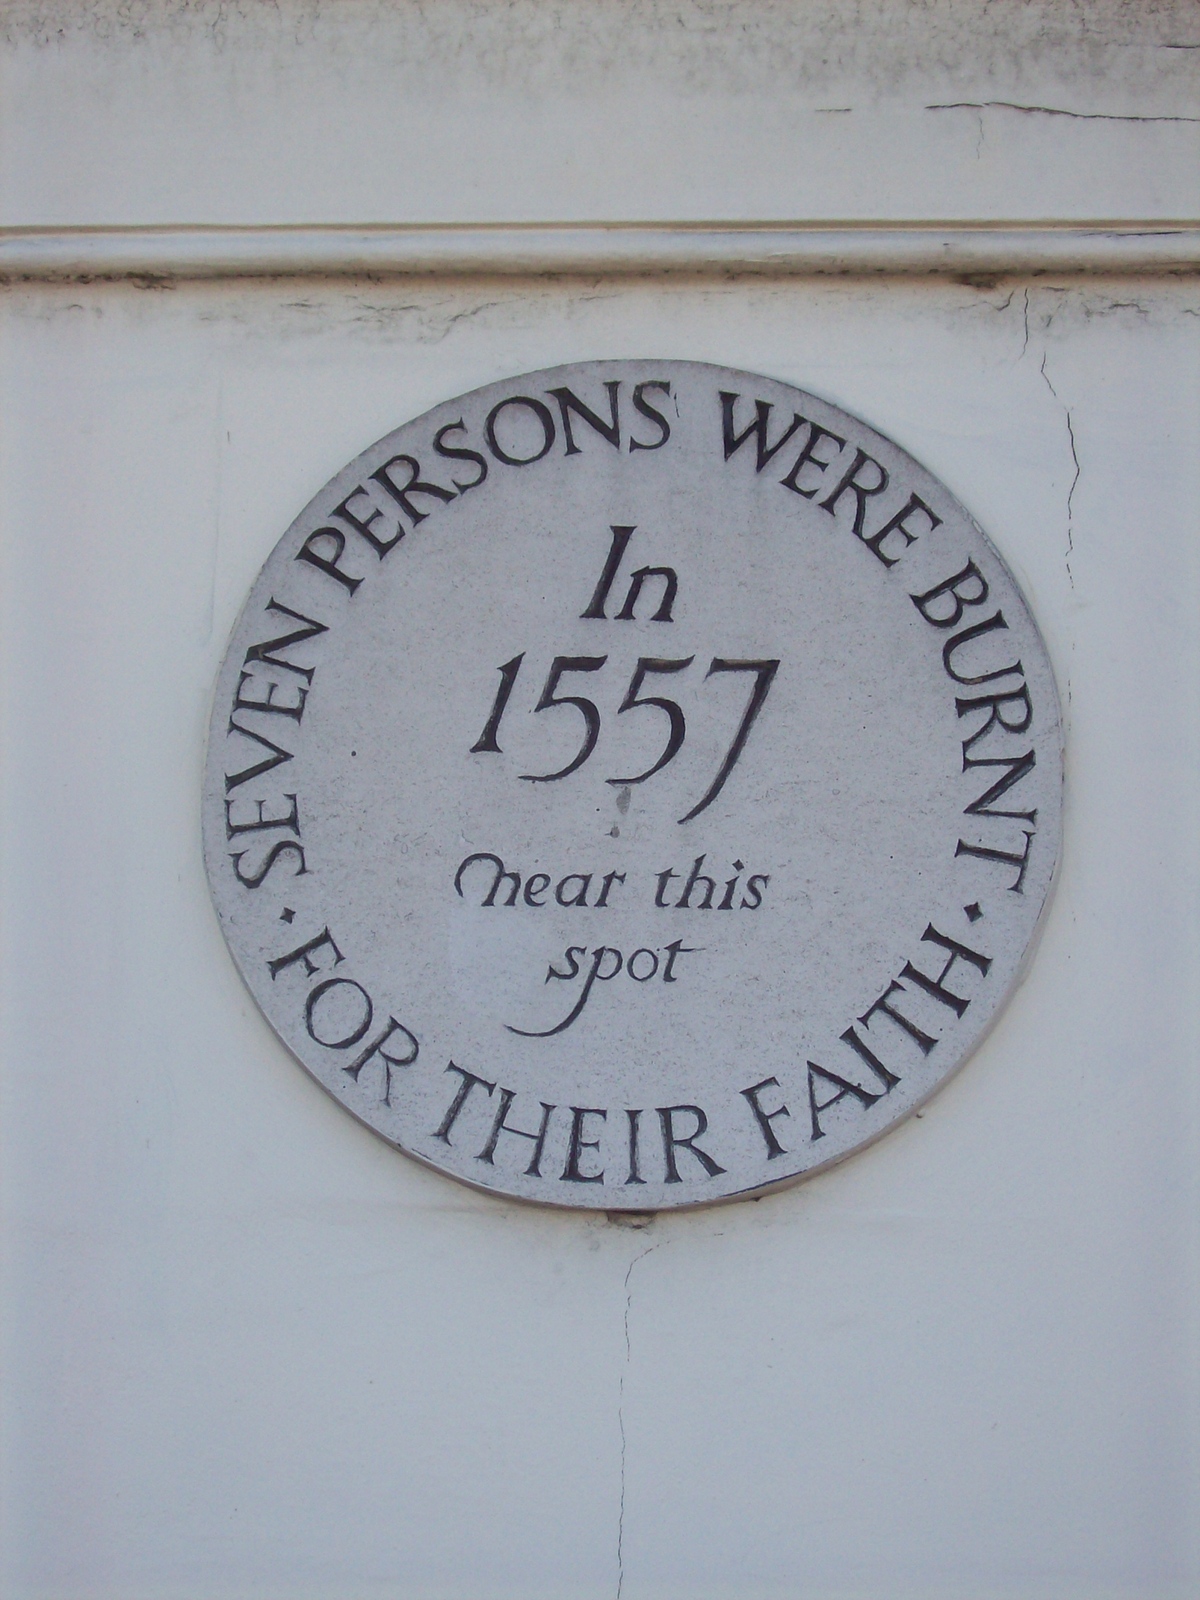 SEVEN PERSONS WERE BURNT
In
1557
near this
spot
· FOR THEIR FAITH ·